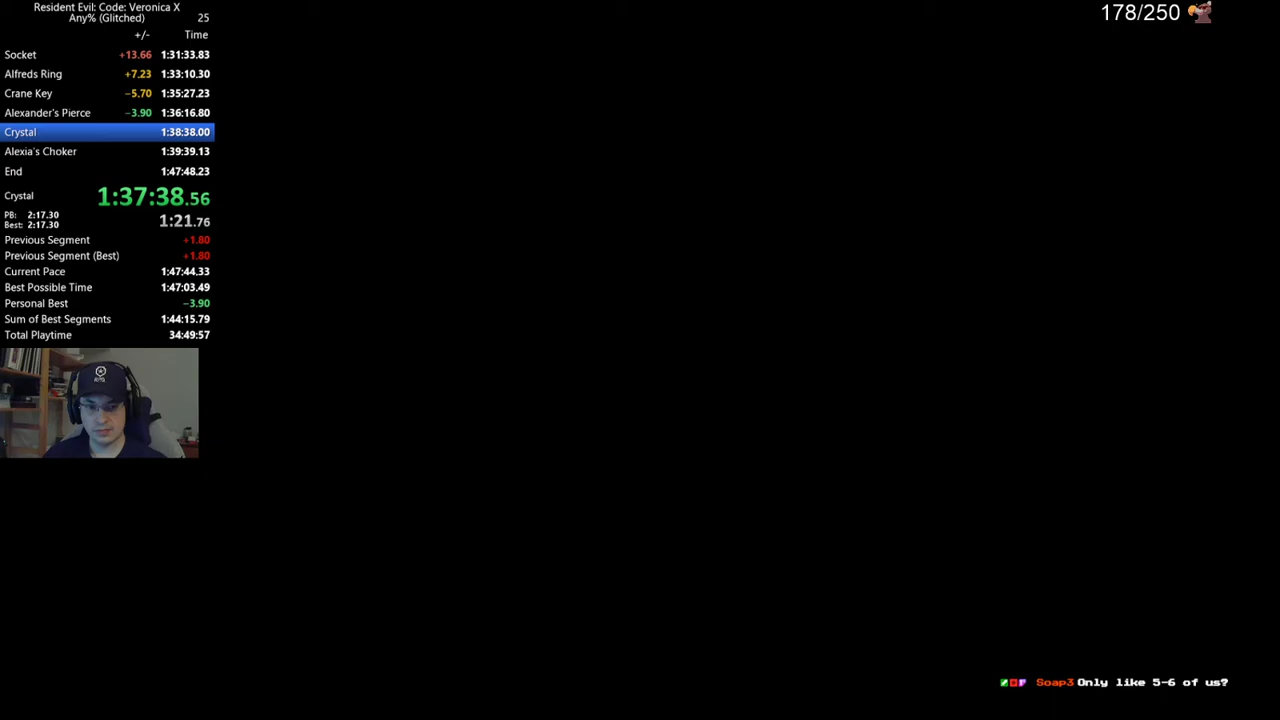 Resident Evil: Code: Veronica X
Any% (Glitched) 25
+/- Time
Socket +13.66 1:31:33.83
Alfreds Ring +7.23 1:33:10.30
Crane Key −5.70 1:35:27.23
Alexander's Pierce −3.90 1:36:16.80
Crystal 1:38:38.00
Alexia's Choker 1:39:39.13
End 1:47:48.23
Crystal 1:37:38.56
PB: 2:17.30
Best: 2:17.30 1:21.76
Previous Segment +1.80
Previous Segment (Best) +1.80
Current Pace 1:47:44.33
Best Possible Time 1:47:03.49
Personal Best −3.90
Sum of Best Segments 1:44:15.79
Total Playtime 34:49:57
178/250
Soap3 Only like 5-6 of us?